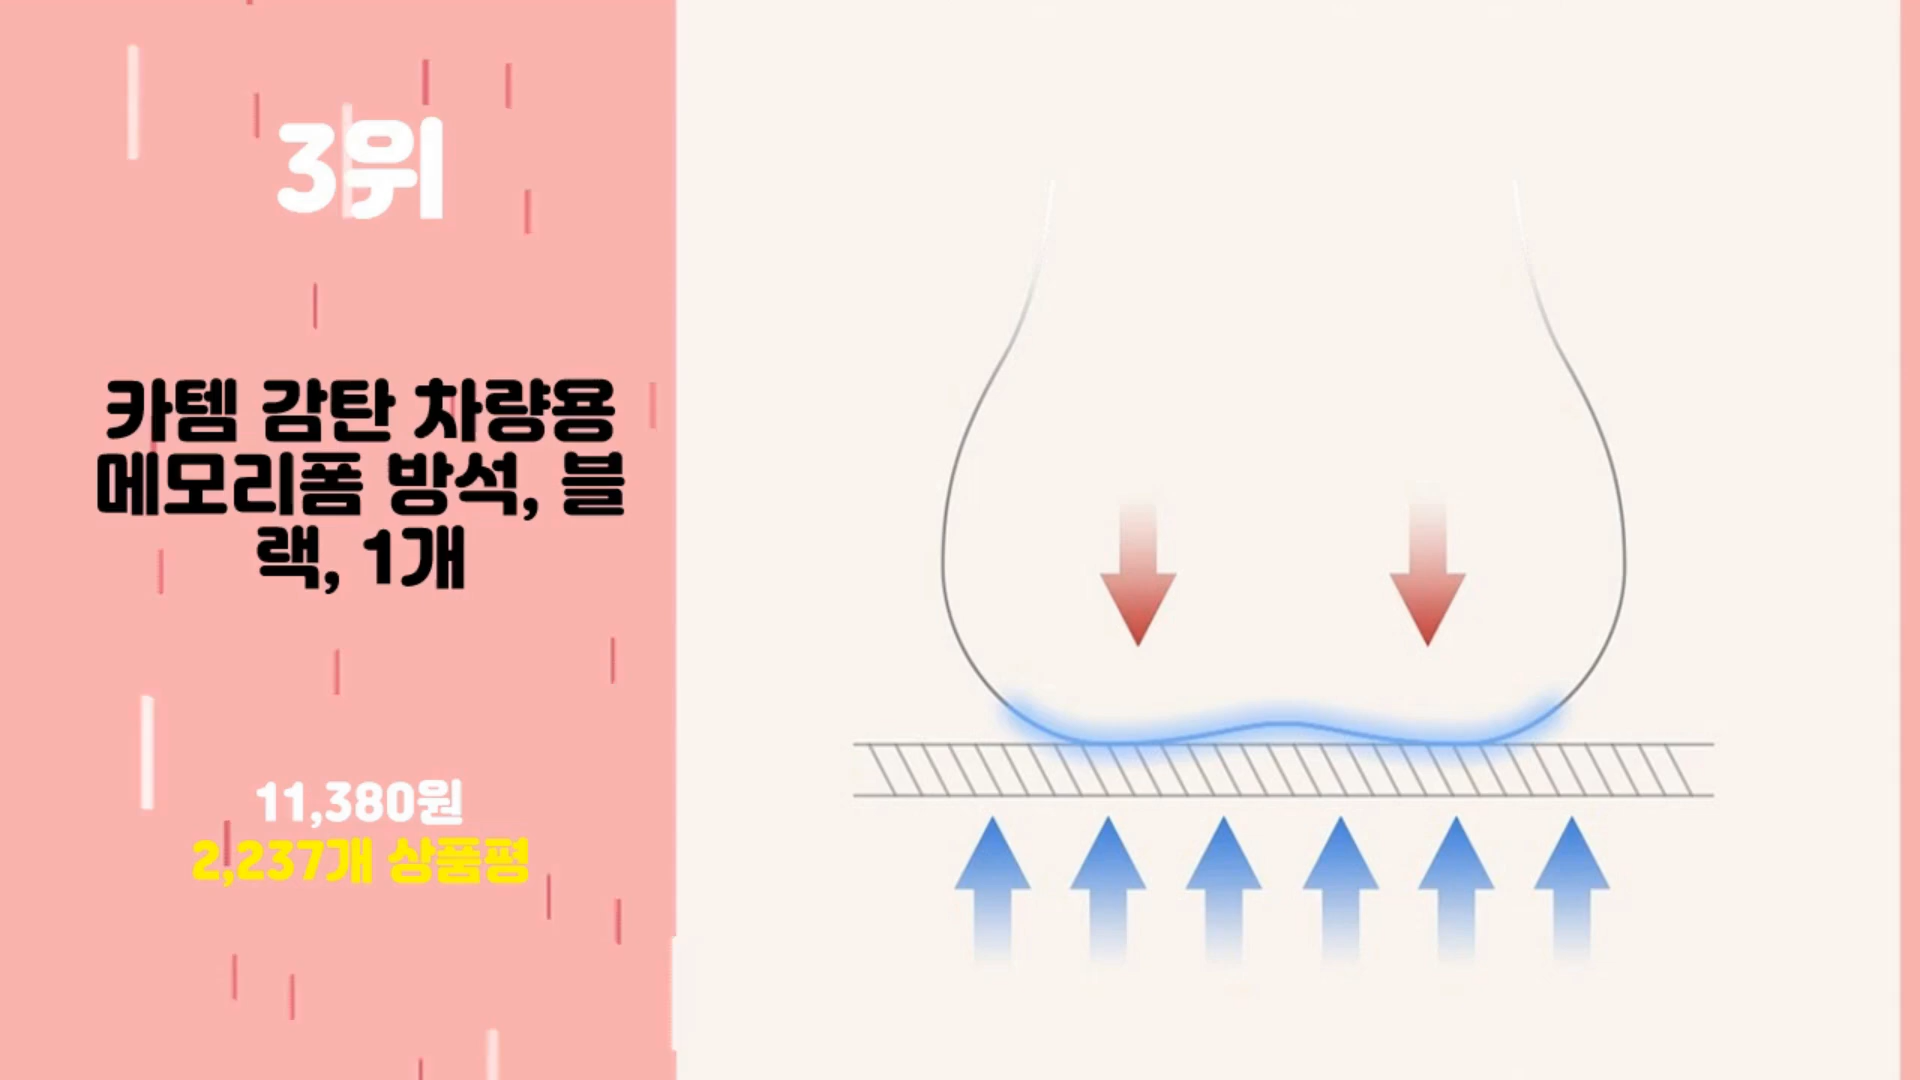 3위
카템 감탄 차량용
메모리폼 방석, 블
랙, 1개
11,380원
2,237개 상품평